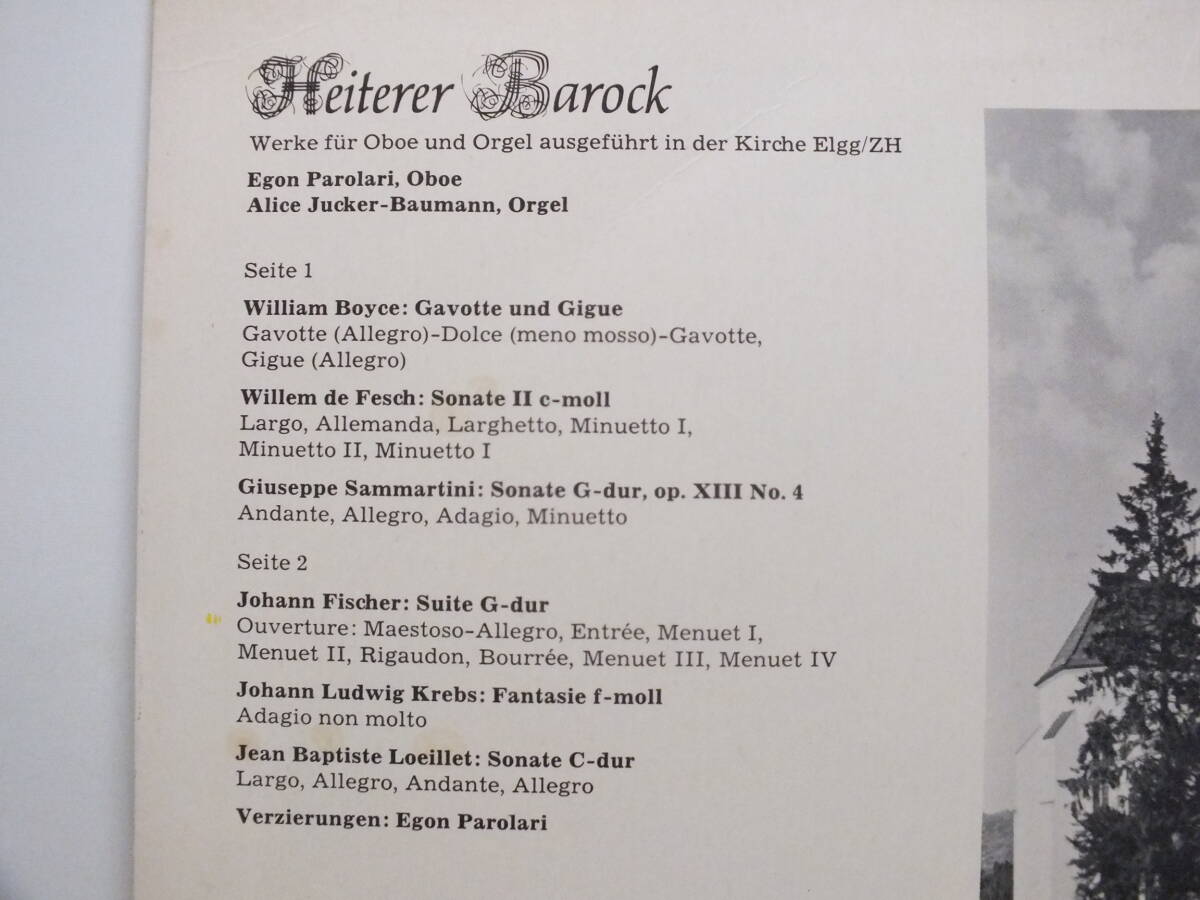 Heiterer Barock
Werke für Oboe und Orgel ausgeführt in der Kirche Elgg/ZH
Egon Parolari, Oboe
Alice Jucker-Baumann, Orgel
Seite 1
William Boyce: Gavotte und Gigue
Gavotte (Allegro)-Dolce (meno mosso)-Gavotte,
Gigue (Allegro)
Willem de Fesch: Sonate II c-moll
Largo, Allemanda, Larghetto, Minuetto I,
Minuetto II, Minuetto I
Giuseppe Sammartini: Sonate G-dur, op. XIII No. 4
Andante, Allegro, Adagio, Minuetto
Seite 2
Johann Fischer: Suite G-dur
Ouverture: Maestoso-Allegro, Entrée, Menuet I,
Menuet II, Rigaudon, Bourrée, Menuet III, Menuet IV
Johann Ludwig Krebs: Fantasie f-moll
Adagio non molto
Jean Baptiste Loeillet: Sonate C-dur
Largo, Allegro, Andante, Allegro
Verzierungen: Egon Parolari